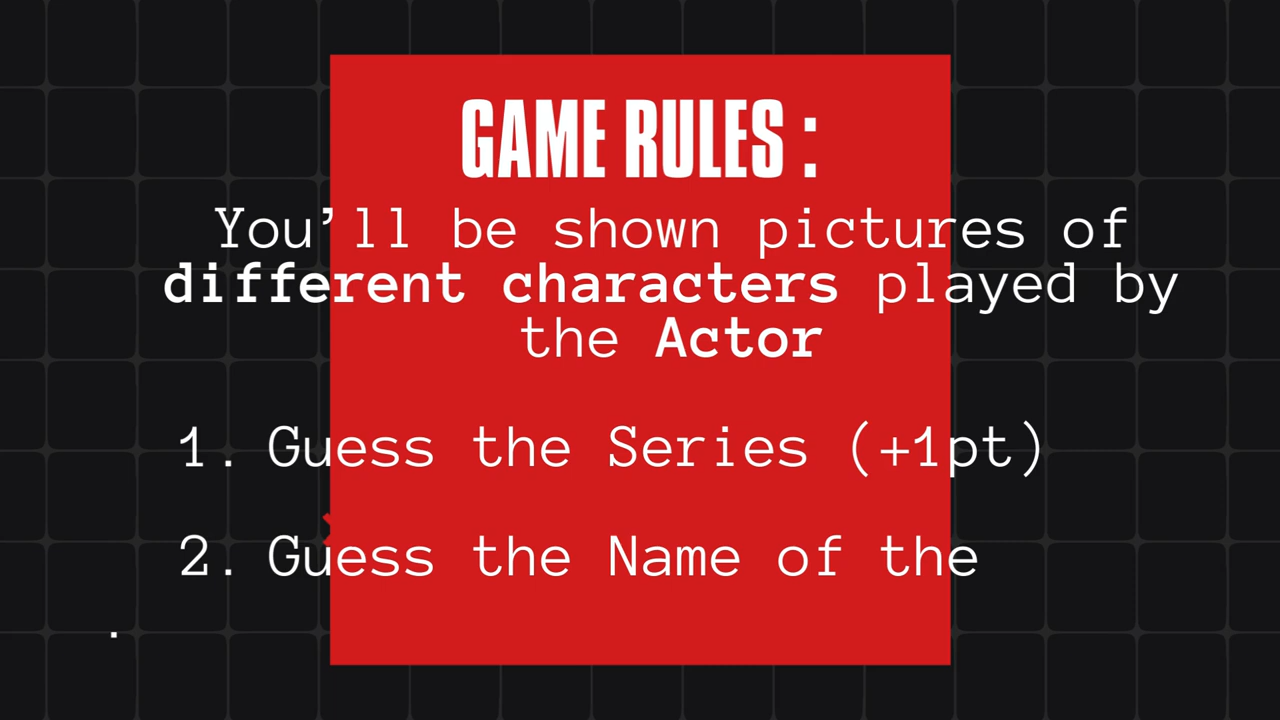 GAME RULES :
You’ll be shown pictures of
different characters played by
the Actor
1. Guess the Series (+1pt)
2. Guess the Name of the
.